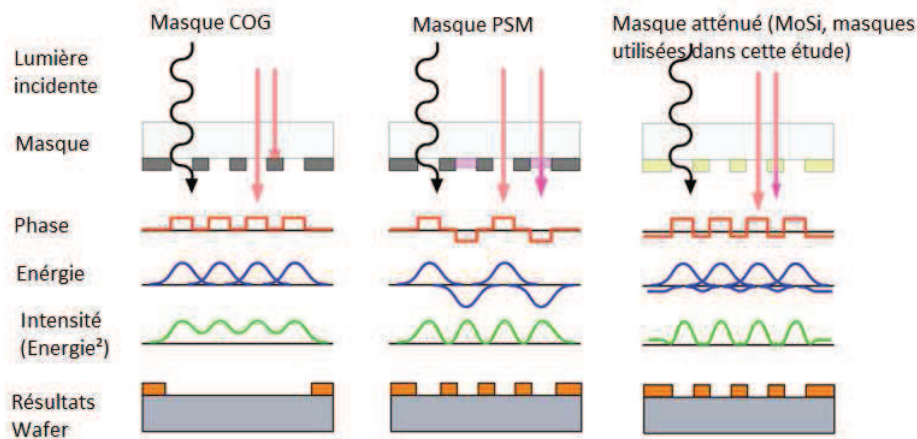 Masque COG
Masque PSM
Masque atténué (MoSi, masques
utilisées dans cette étude)
Lumière
incidente
Masque
Phase
Enérgie
Intensité
(Energie²)
Résultats
Wafer